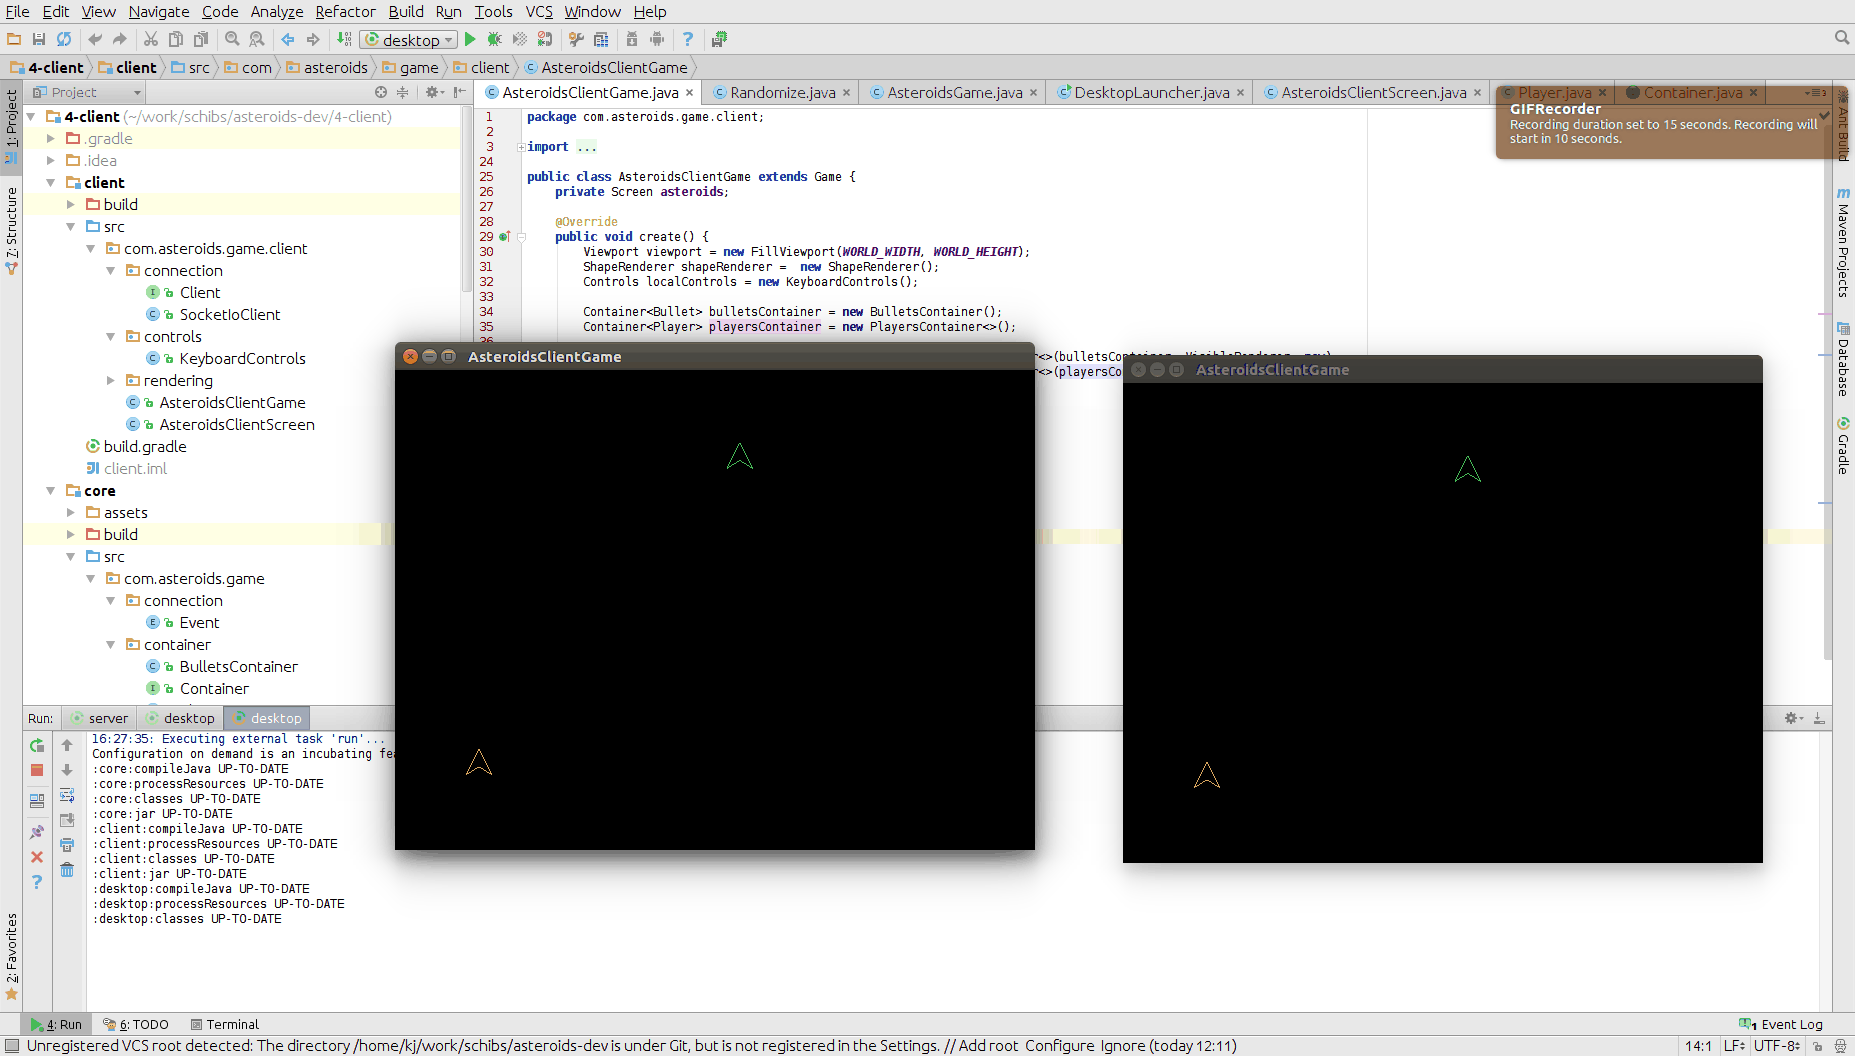 File Edit View Navigate Code Analyze Refactor Build Run Tools VCS Window Help
desktop
4-client client src com asteroids game client AsteroidsClientGame
1: Project
7: Structure
2: Favorites
Project
4-client (~/work/schibs/asteroids-dev/4-client)
.gradle
.idea
client
build
src
com.asteroids.game.client
connection
Client
SocketIoClient
controls
KeyboardControls
rendering
AsteroidsClientGame
AsteroidsClientScreen
build.gradle
client.iml
core
assets
build
src
com.asteroids.game
connection
Event
container
BulletsContainer
Container
AsteroidsClientGame.java Randomize.java AsteroidsGame.java DesktopLauncher.java AsteroidsClientScreen.java Player.java Container.java
GIFRecorder
Recording duration set to 15 seconds. Recording will
start in 10 seconds.
1 package com.asteroids.game.client;
2
3 import ...
24
25 public class AsteroidsClientGame extends Game {
26 private Screen asteroids;
27
28 @Override
29 public void create() {
30 Viewport viewport = new FillViewport(WORLD_WIDTH, WORLD_HEIGHT);
31 ShapeRenderer shapeRenderer = new ShapeRenderer();
32 Controls localControls = new KeyboardControls();
33
34 Container<Bullet> bulletsContainer = new BulletsContainer();
35 Container<Player> playersContainer = new PlayersContainer<>();
AsteroidsClientGame
AsteroidsClientGame
Ant Build
Maven Projects
Database
Gradle
Run: server desktop desktop
16:27:35: Executing external task 'run'...
Configuration on demand is an incubating
:core:compileJava UP-TO-DATE
:core:processResources UP-TO-DATE
:core:classes UP-TO-DATE
:core:jar UP-TO-DATE
:client:compileJava UP-TO-DATE
:client:processResources UP-TO-DATE
:client:classes UP-TO-DATE
:client:jar UP-TO-DATE
:desktop:compileJava UP-TO-DATE
:desktop:processResources UP-TO-DATE
:desktop:classes UP-TO-DATE
4: Run 6: TODO Terminal 1 Event Log
Unregistered VCS root detected: The directory /home/kj/work/schibs/asteroids-dev is under Git, but is not registered in the Settings. // Add root Configure Ignore (today 12:11) 14:1 LF UTF-8